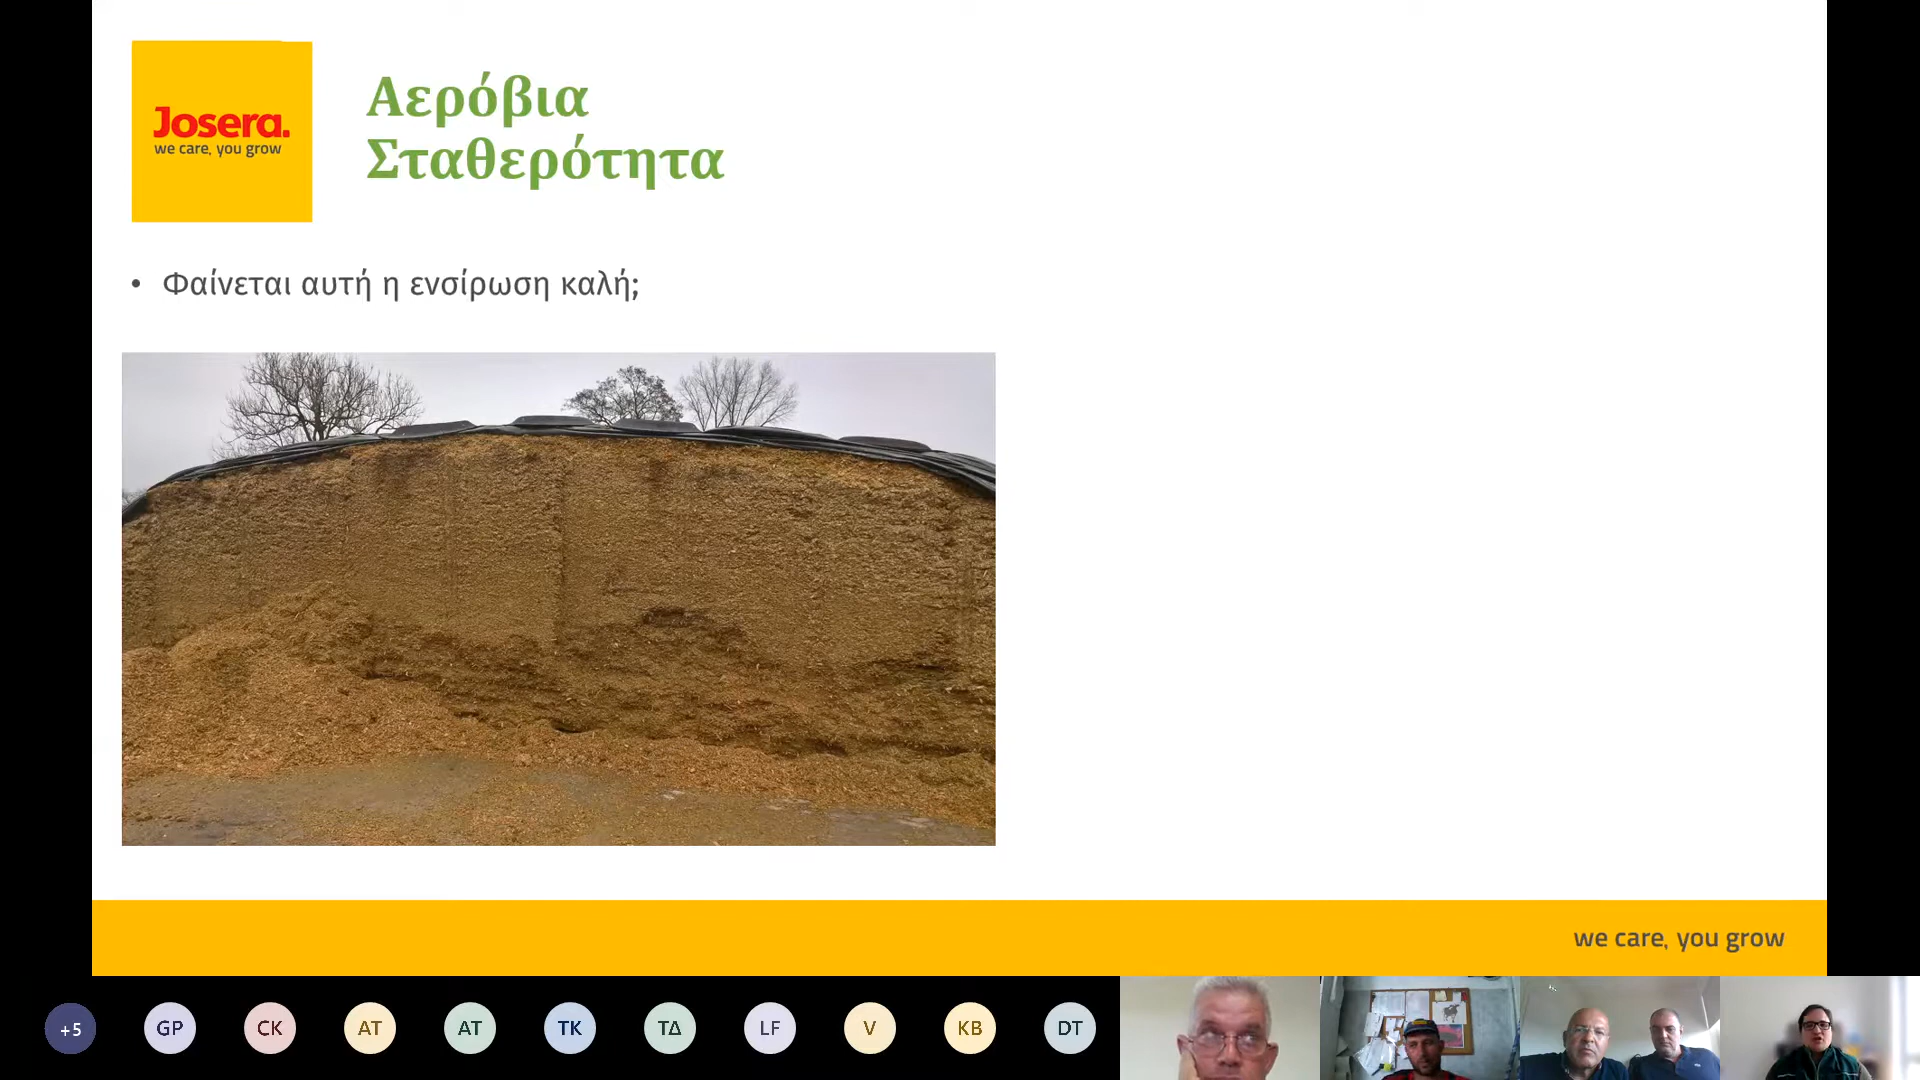 Josera.
we care, you grow
Αερόβια
Σταθερότητα
• Φαίνεται αυτή η ενσίρωση καλή;
we care, you grow
+5
GP
CK
AT
AT
TK
ΤΔ
LF
V
KB
DT